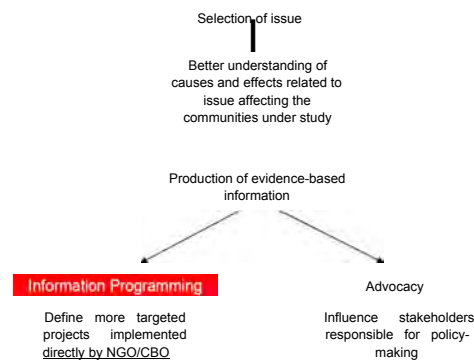 Selection of issue
Better understanding of
causes and effects related to
issue affecting the
communities under study
Production of evidence-based
information
Information Programming
Define more targeted
projects implemented
directly by NGO/CBO
Advocacy
Influence stakeholders
responsible for policy-
making